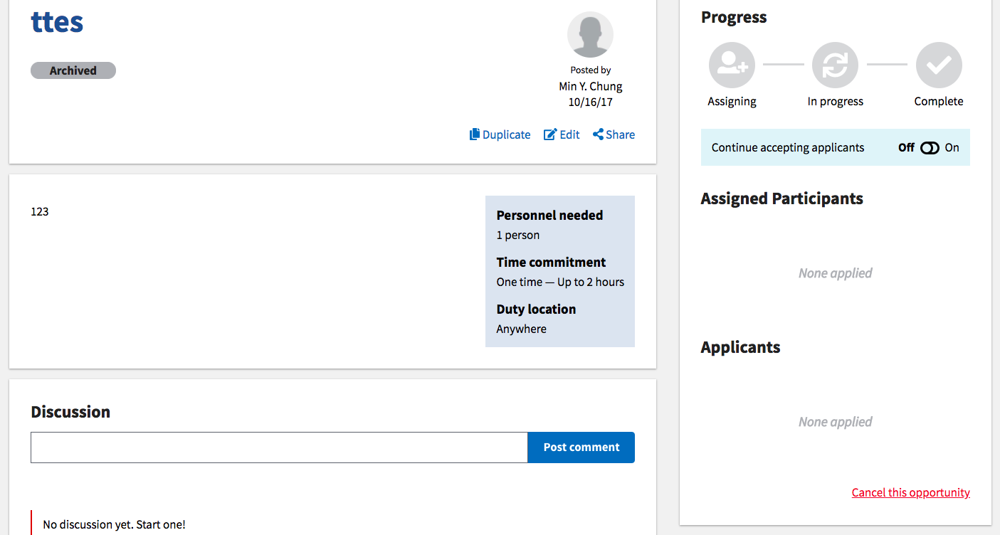 ttes
Archived
Posted by
Min Y. Chung
10/16/17
Duplicate Edit Share
123
Personnel needed
1 person
Time commitment
One time — Up to 2 hours
Duty location
Anywhere
Discussion
Post comment
No discussion yet. Start one!
Progress
Assigning In progress Complete
Continue accepting applicants Off On
Assigned Participants
None applied
Applicants
None applied
Cancel this opportunity